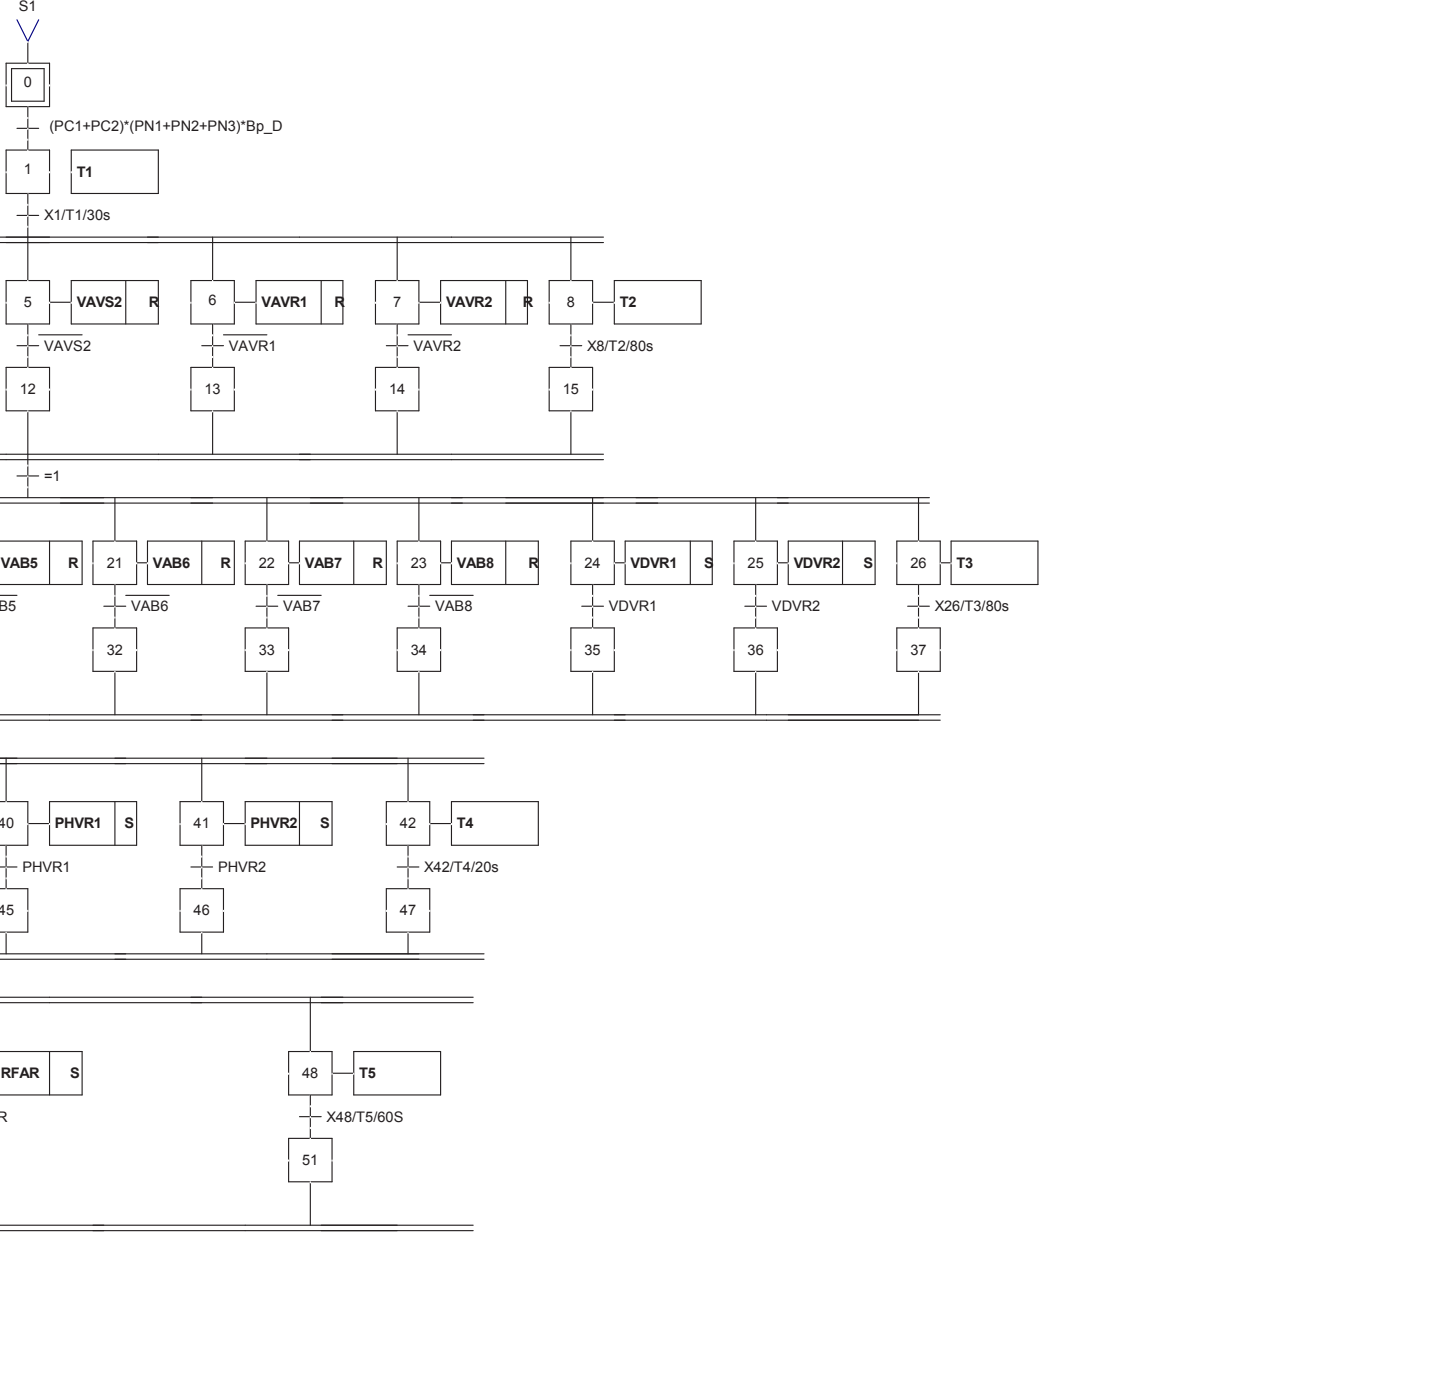 S1
0
(PC1+PC2)*(PN1+PN2+PN3)*Bp_D
1 T1
X1/T1/30s
5 VAVS2 R 6 VAVR1 R 7 VAVR2 R 8 T2
VAVS2 VAVR1 VAVR2 X8/T2/80s
12 13 14 15
=1
VAB5 R 21 VAB6 R 22 VAB7 R 23 VAB8 R 24 VDVR1 S 25 VDVR2 S 26 T3
B5 VAB6 VAB7 VAB8 VDVR1 VDVR2 X26/T3/80s
32 33 34 35 36 37
40 PHVR1 S 41 PHVR2 S 42 T4
PHVR1 PHVR2 X42/T4/20s
45 46 47
RFAR S 48 T5
R X48/T5/60S
51